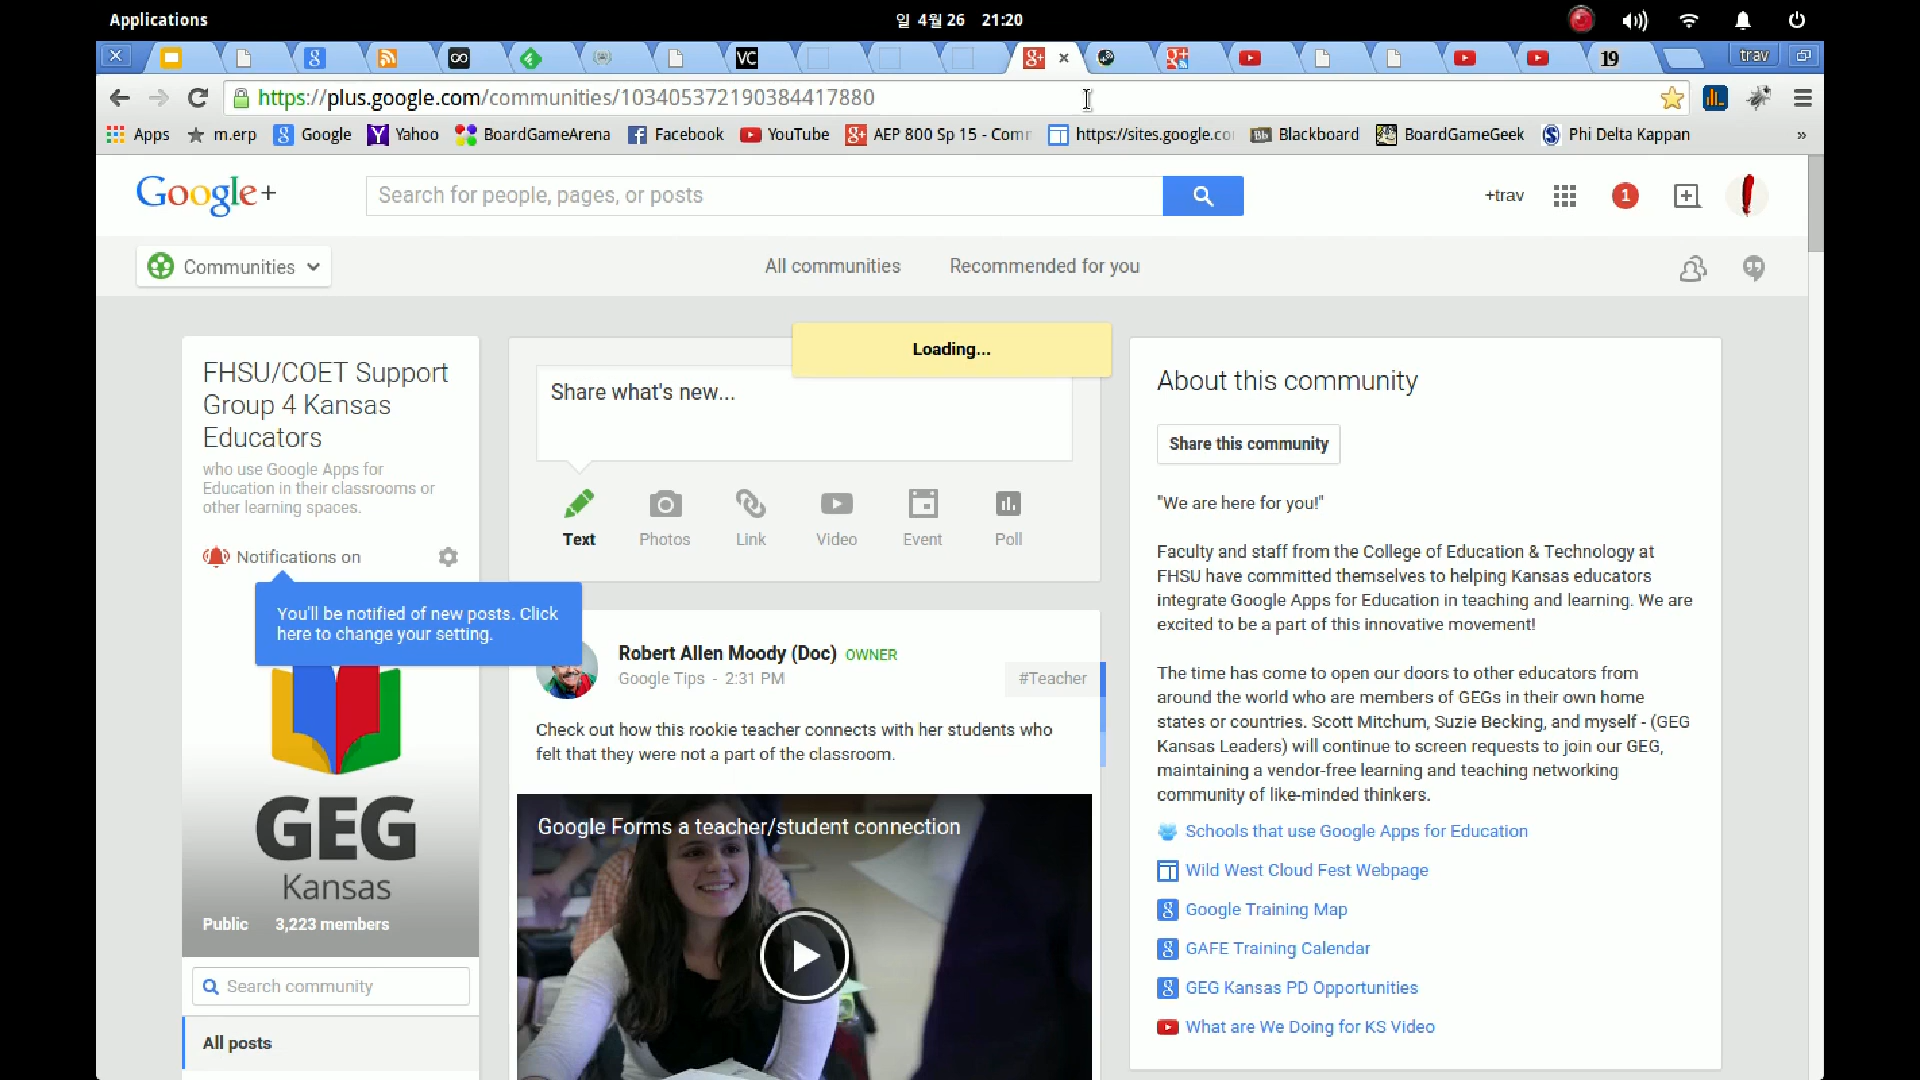 Applications
일 4월 26 21:20
VC
19
trav
https://plus.google.com/communities/103405372190384417880
Apps
m.erp
Google
Yahoo
BoardGameArena
Facebook
YouTube
AEP 800 Sp 15 - Comm
https://sites.google.co
Blackboard
BoardGameGeek
Phi Delta Kappan
»
Google+
Search for people, pages, or posts
+trav
1
Communities
All communities
Recommended for you
Loading...
FHSU/COET Support
Group 4 Kansas
Educators
who use Google Apps for
Education in their classrooms or
other learning spaces.
Notifications on
You'll be notified of new posts. Click
here to change your setting.
GEG
Kansas
Public 3,223 members
Search community
All posts
Share what's new...
Text
Photos
Link
Video
Event
Poll
Robert Allen Moody (Doc) OWNER
Google Tips - 2:31 PM
#Teacher
Check out how this rookie teacher connects with her students who
felt that they were not a part of the classroom.
Google Forms a teacher/student connection
About this community
Share this community
"We are here for you!"
Faculty and staff from the College of Education & Technology at
FHSU have committed themselves to helping Kansas educators
integrate Google Apps for Education in teaching and learning. We are
excited to be a part of this innovative movement!
The time has come to open our doors to other educators from
around the world who are members of GEGs in their own home
states or countries. Scott Mitchum, Suzie Becking, and myself - (GEG
Kansas Leaders) will continue to screen requests to join our GEG,
maintaining a vendor-free learning and teaching networking
community of like-minded thinkers.
Schools that use Google Apps for Education
Wild West Cloud Fest Webpage
Google Training Map
GAFE Training Calendar
GEG Kansas PD Opportunities
What are We Doing for KS Video